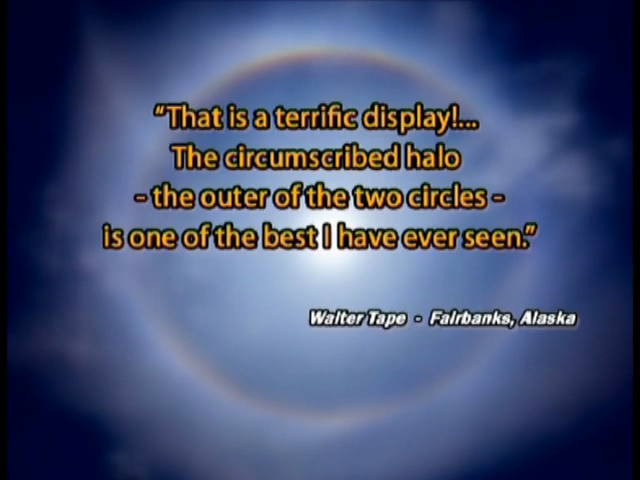 “That is a terrific display!...
The circumscribed halo
- the outer of the two circles -
is one of the best I have ever seen.”
Walter Tape - Fairbanks, Alaska